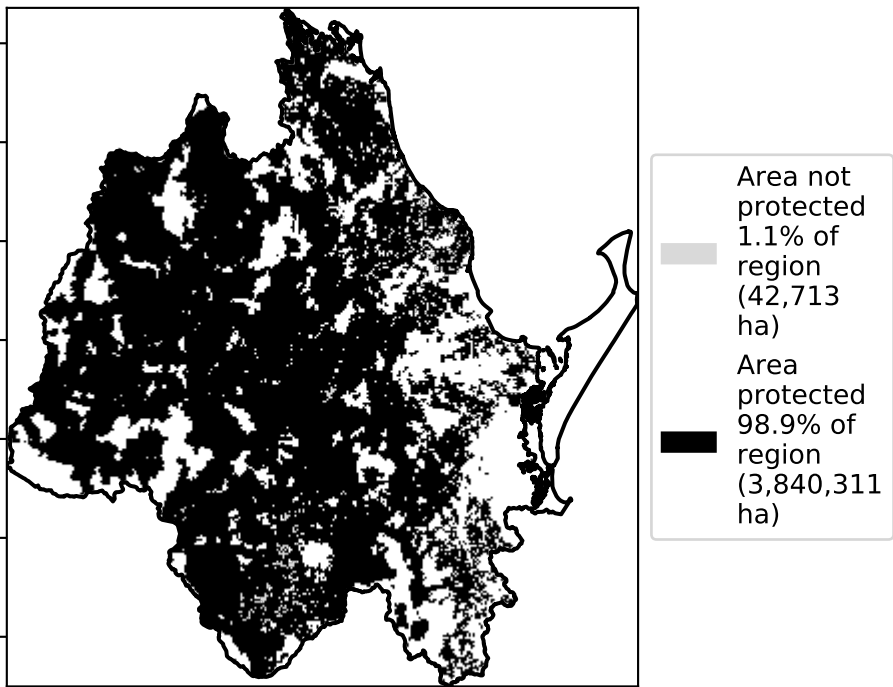 Area not
protected
1.1% of
region
(42,713
ha)
Area
protected
98.9% of
region
(3,840,311
ha)